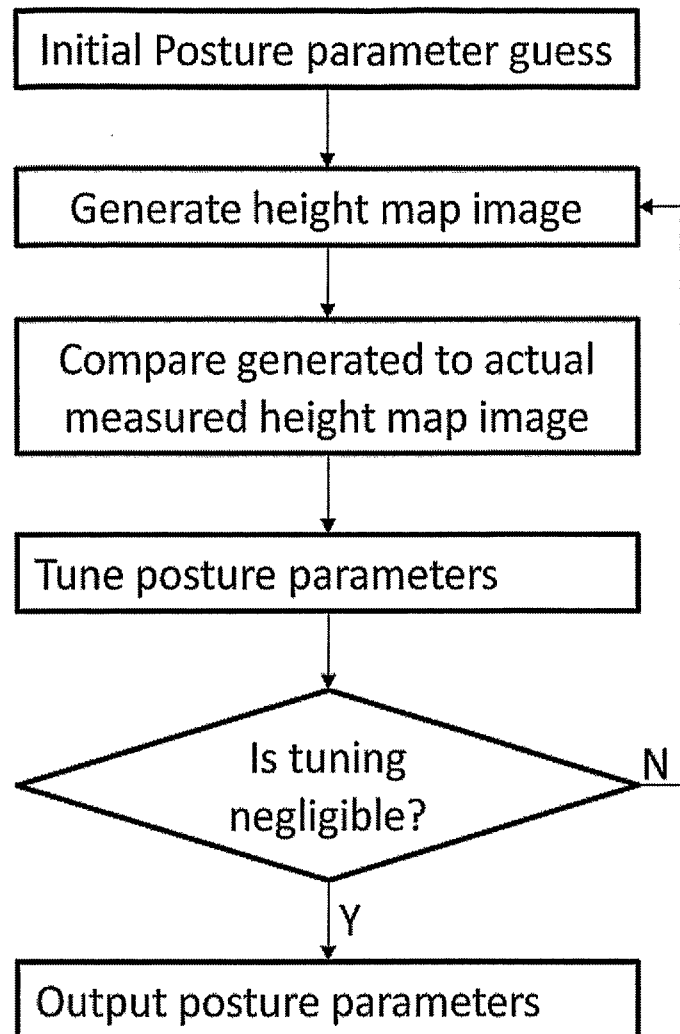 Initial Posture parameter guess
Generate height map image
Compare generated to actual
measured height map image
Tune posture parameters
Is tuning
negligible?
N
Y
Output posture parameters